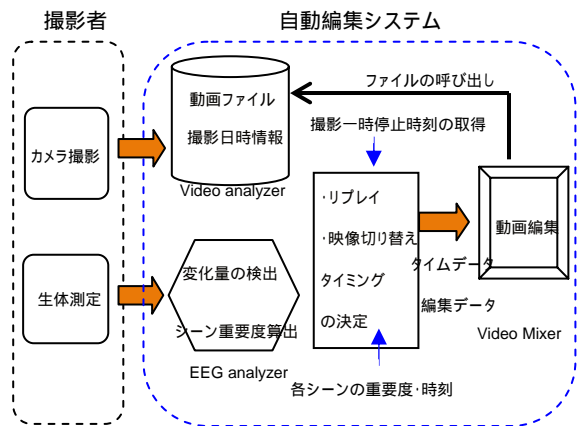 撮影者
自動編集システム
カメラ撮影
生体測定
動画ファイル
撮影日時情報
Video analyzer
変化量の検出
シーン重要度算出
EEG analyzer
ファイルの呼び出し
撮影一時停止時刻の取得
・リプレイ
・映像切り替え
タイミング
の決定
タイムデータ
編集データ
各シーンの重要度・時刻
動画編集
Video Mixer